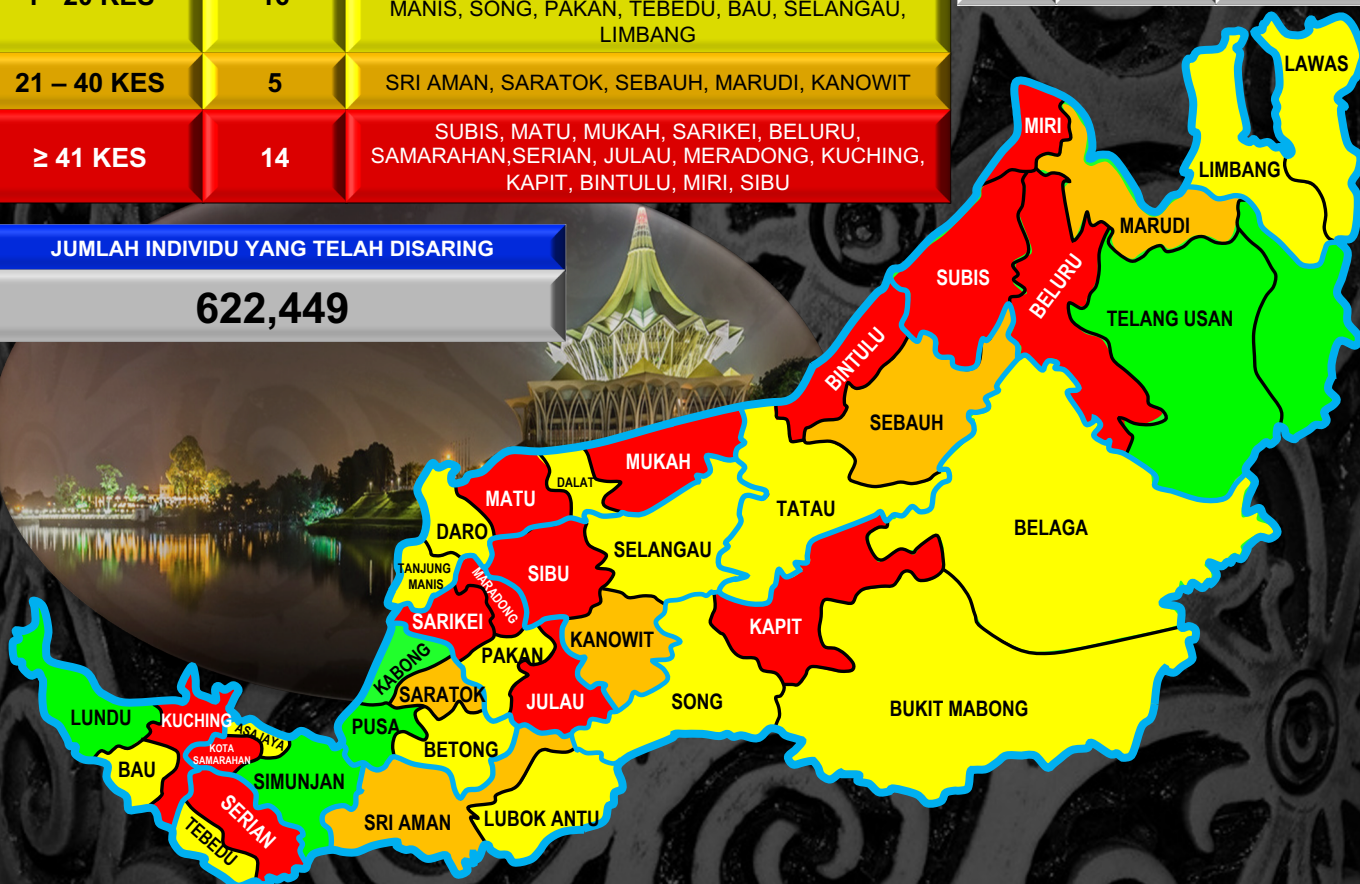 MANIS, SONG, PAKAN, TEBEDU, BAU, SELANGAU,
LIMBANG
21 – 40 KES 5 SRI AMAN, SARATOK, SEBAUH, MARUDI, KANOWIT
≥ 41 KES 14 SUBIS, MATU, MUKAH, SARIKEI, BELURU,
SAMARAHAN,SERIAN, JULAU, MERADONG, KUCHING,
KAPIT, BINTULU, MIRI, SIBU
JUMLAH INDIVIDU YANG TELAH DISARING
622,449
LAWAS
MIRI
LIMBANG
MARUDI
SUBIS
BELURU
TELANG USAN
BINTULU
SEBAUH
MUKAH
DALAT
MATU
TATAU
BELAGA
DARO
SELANGAU
TANJUNG
MANIS
MARADONG
SIBU
SARIKEI
KAPIT
KANOWIT
PAKAN
KABONG
SARATOK
JULAU
SONG
BUKIT MABONG
LUNDU
KUCHING
PUSA
ASAJAYA
BETONG
KOTA
SAMARAHAN
BAU
SIMUNJAN
SERIAN
SRI AMAN
LUBOK ANTU
TEBEDU